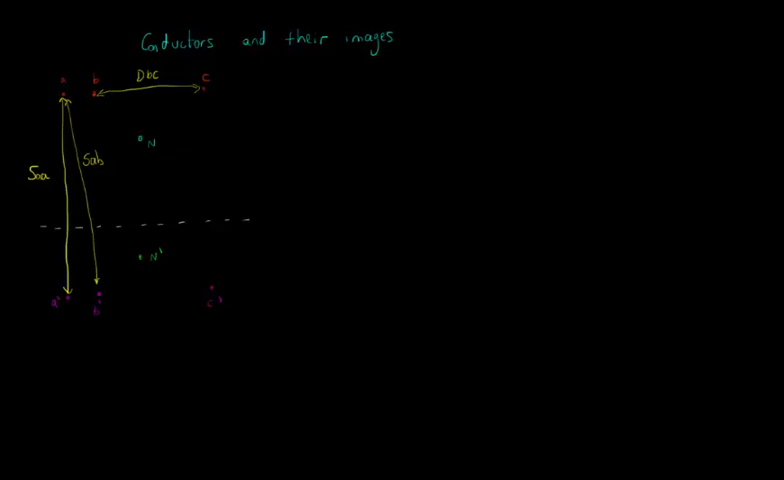 Conductors and their images
a b Dbc c
N
Sab
Saa
N'
a' b' c'